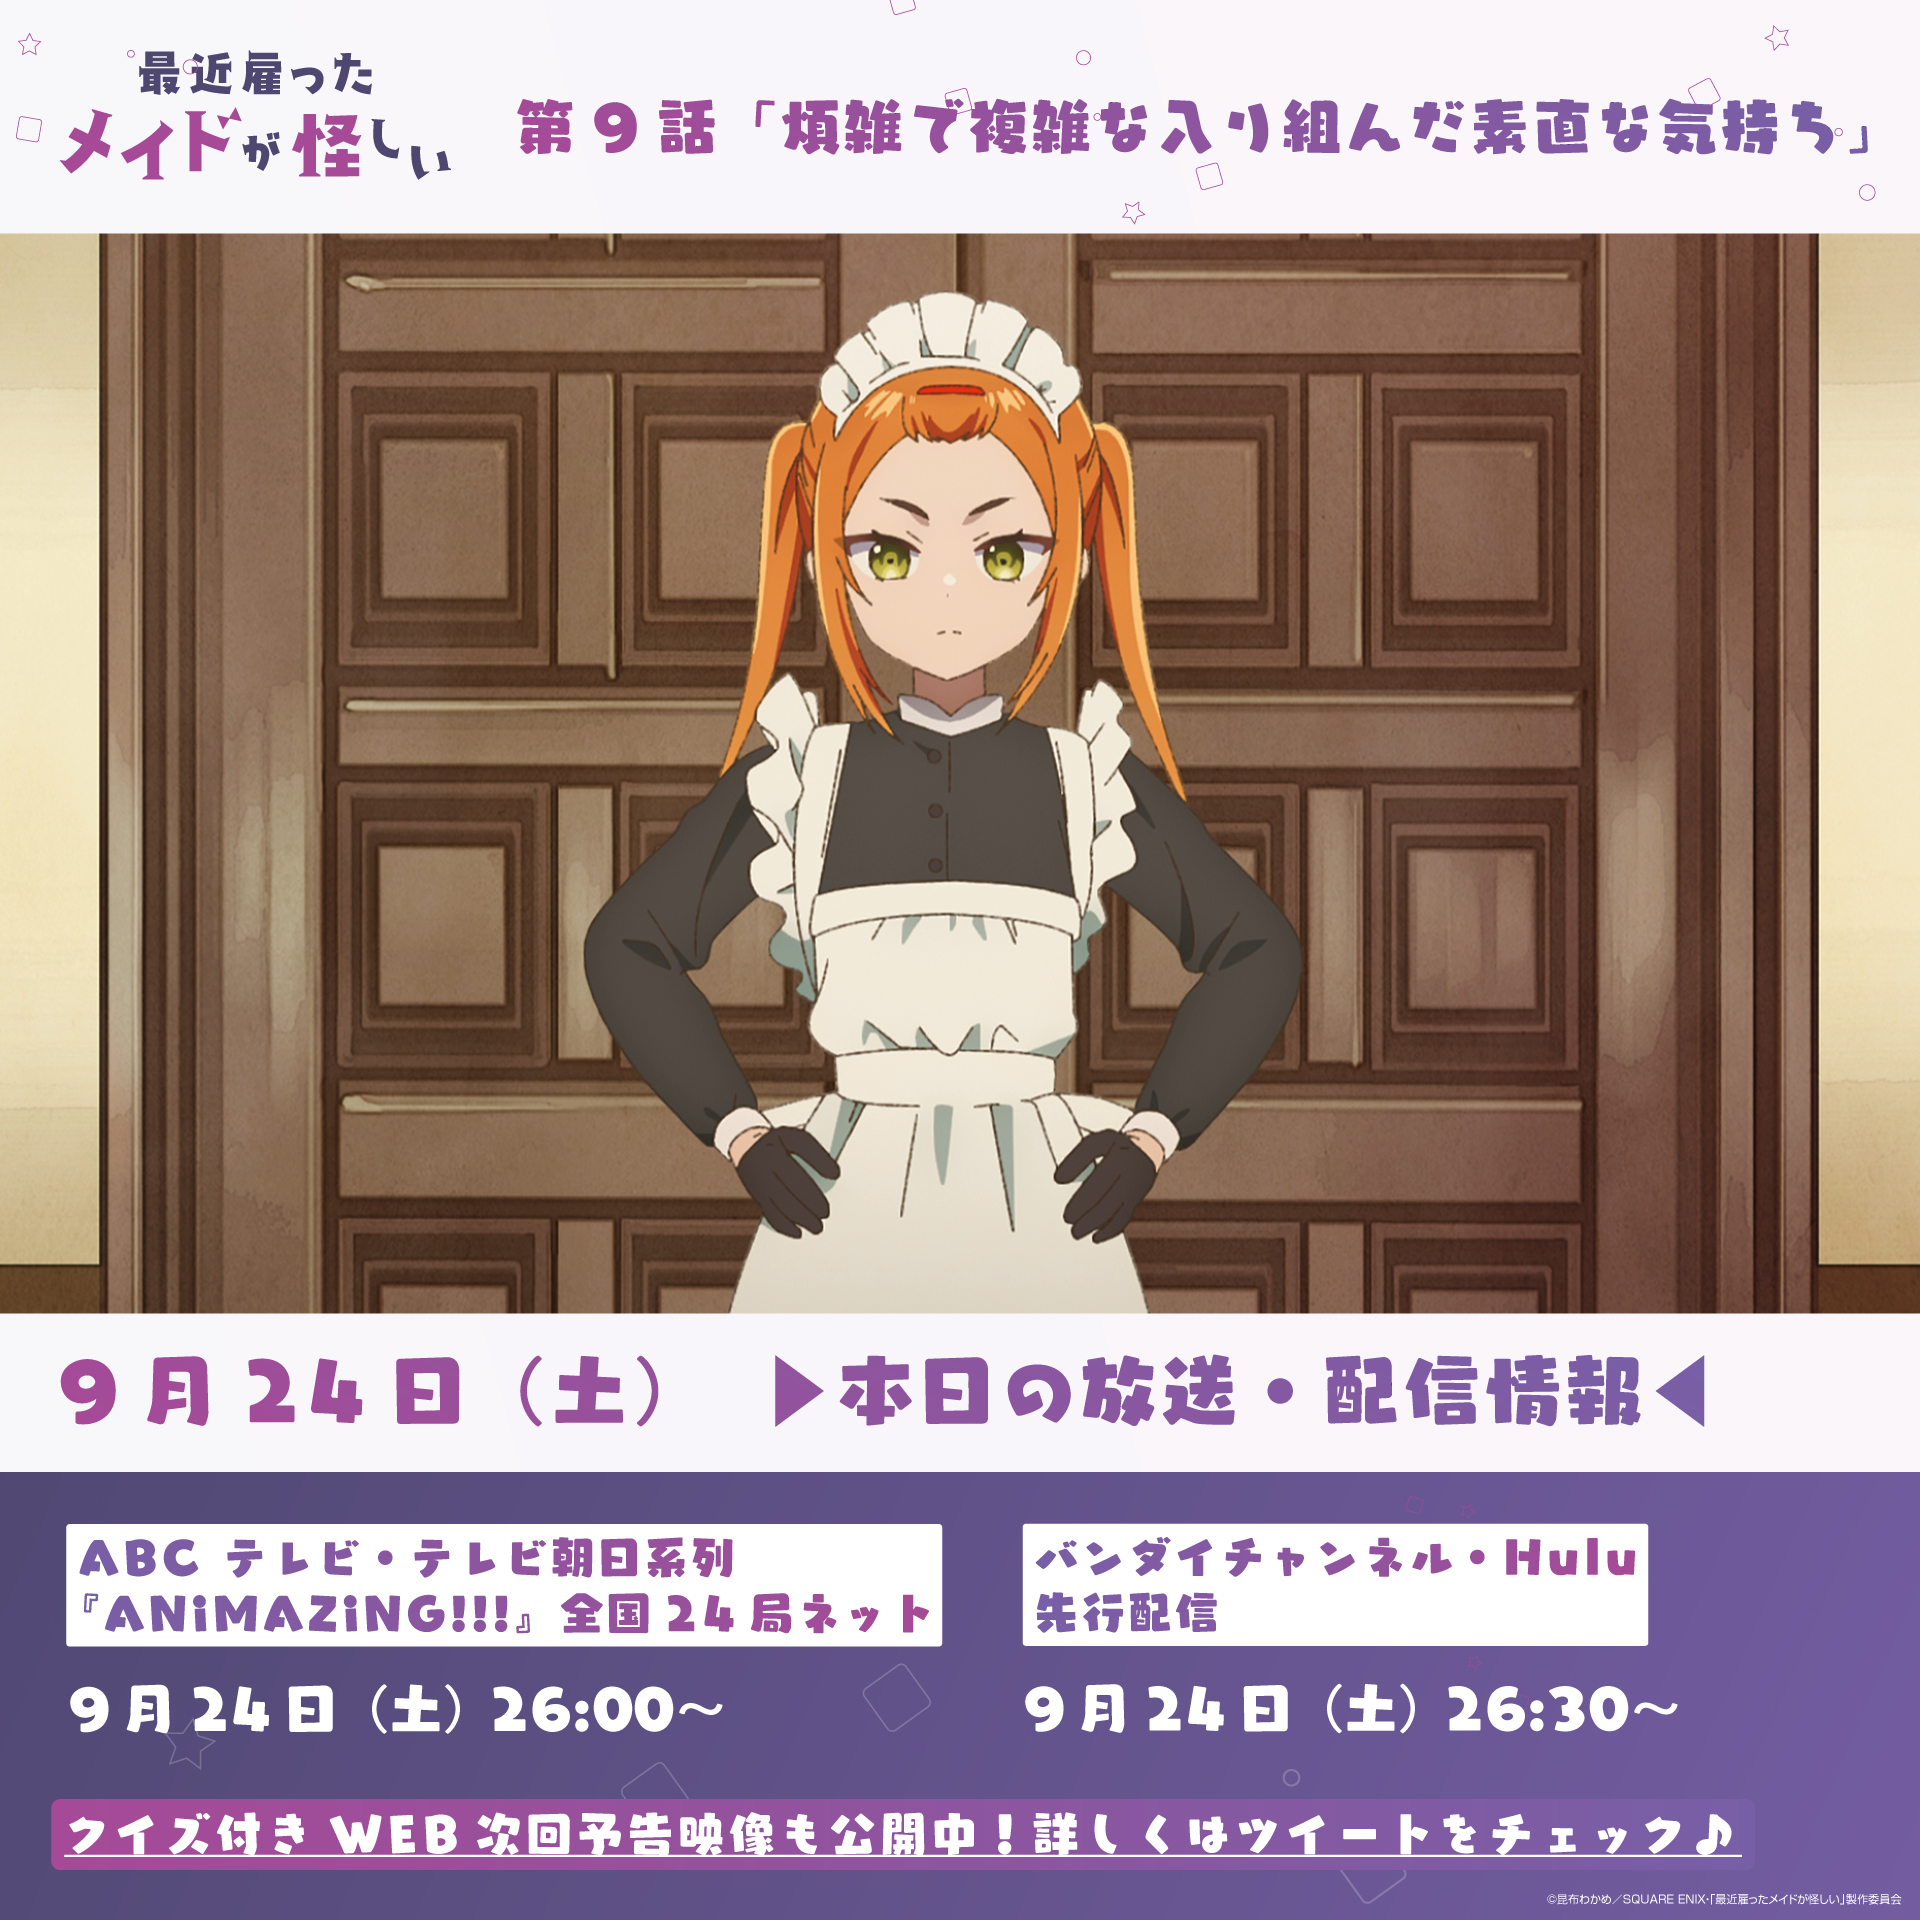 最近雇った
メイドが怪しい
第9話「煩雑で複雑な入り組んだ素直な気持ち」
9月24日（土） ▶本日の放送・配信情報◀
ABC テレビ・テレビ朝日系列
『ANiMAZiNG!!!』全国24局ネット
9月24日（土）26:00～
バンダイチャンネル・Hulu
先行配信
9月24日（土）26:30～
クイズ付きWEB次回予告映像も公開中！詳しくはツイートをチェック♪
©昆布わかめ／SQUARE ENIX・「最近雇ったメイドが怪しい」製作委員会